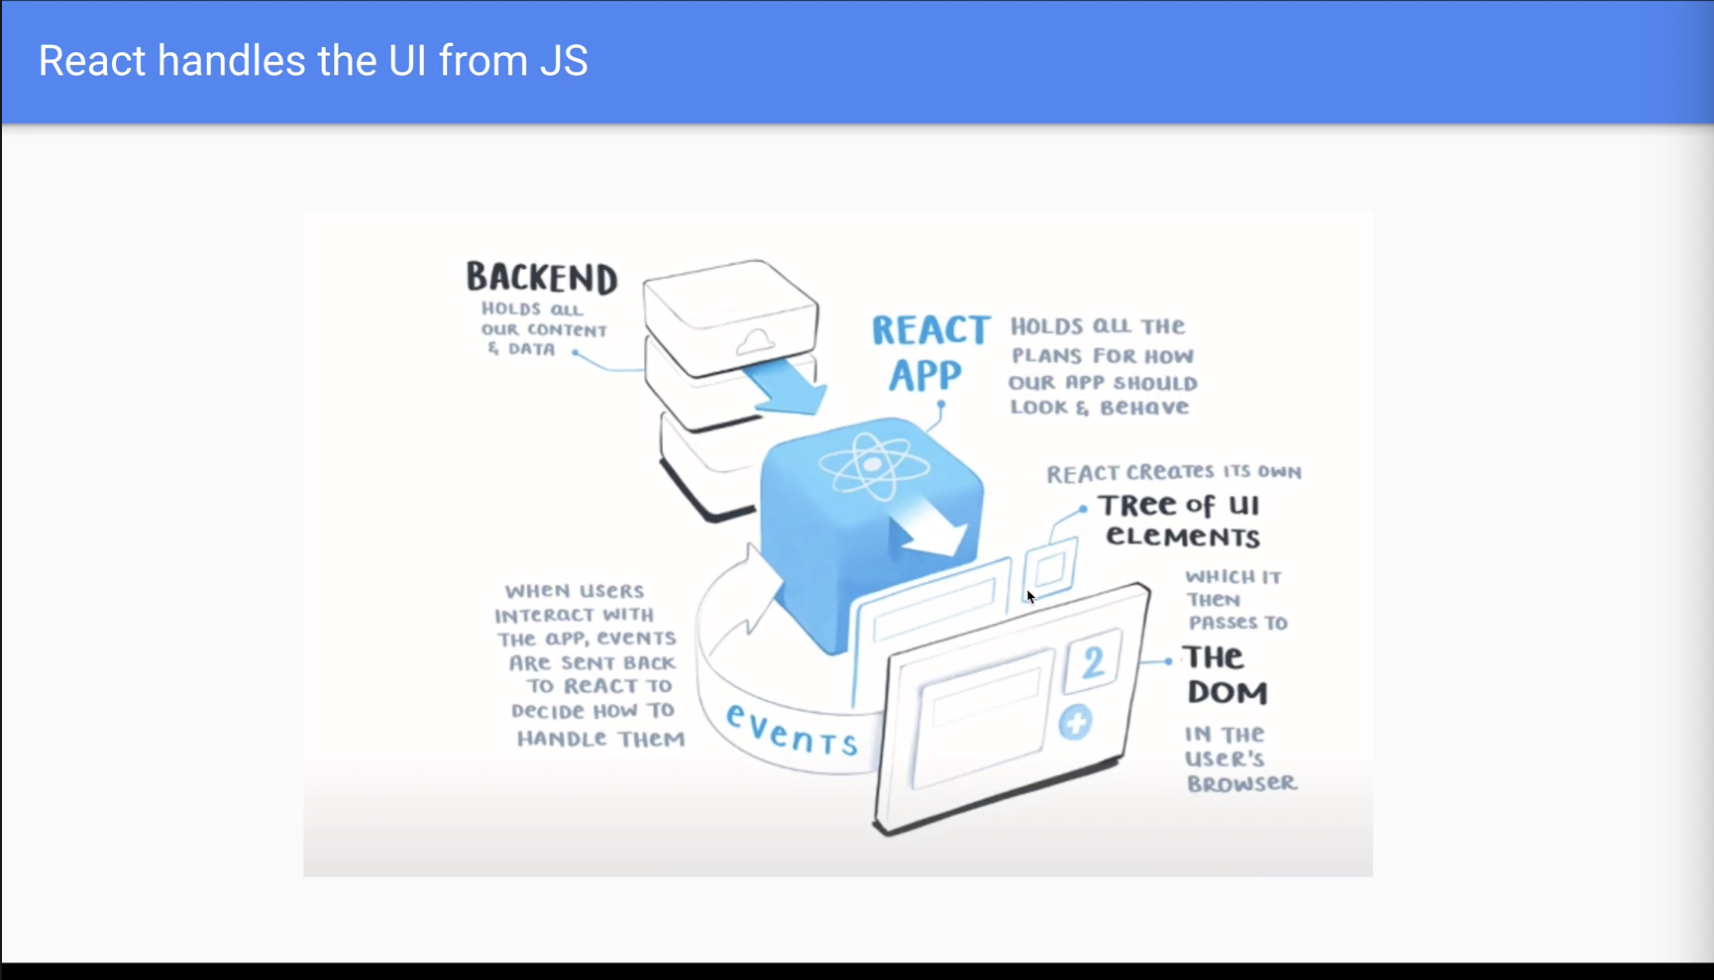 React handles the UI from JS
BACKEND
HOLDS ALL
OUR CONTENT
& DATA
REACT
APP
HOLDS ALL THE
PLANS FOR HOW
OUR APP SHOULD
LOOK & BEHAVE
REACT CREATES ITS OWN
TREE OF UI
ELEMENTS
WHICH IT
THEN
PASSES TO
THE
DOM
IN THE
USER'S
BROWSER
WHEN USERS
INTERACT WITH
THE APP, EVENTS
ARE SENT BACK
TO REACT TO
DECIDE HOW TO
HANDLE THEM
EVENTS
2